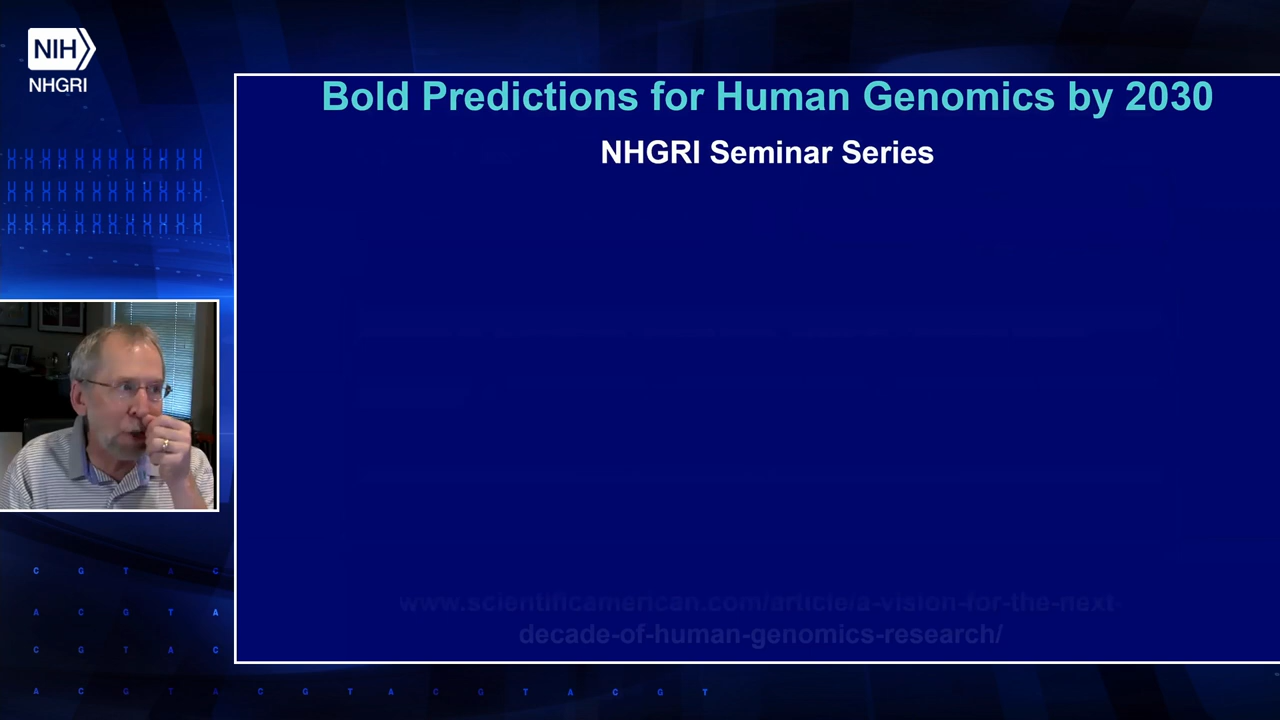 NIH
NHGRI
Bold Predictions for Human Genomics by 2030
NHGRI Seminar Series
www.scientificamerican.com/article/a-vision-for-the-next-
decade-of-human-genomics-research/
C G T A C
A C G T A
C G T A C
A C G T A C G T A C G T A C G T